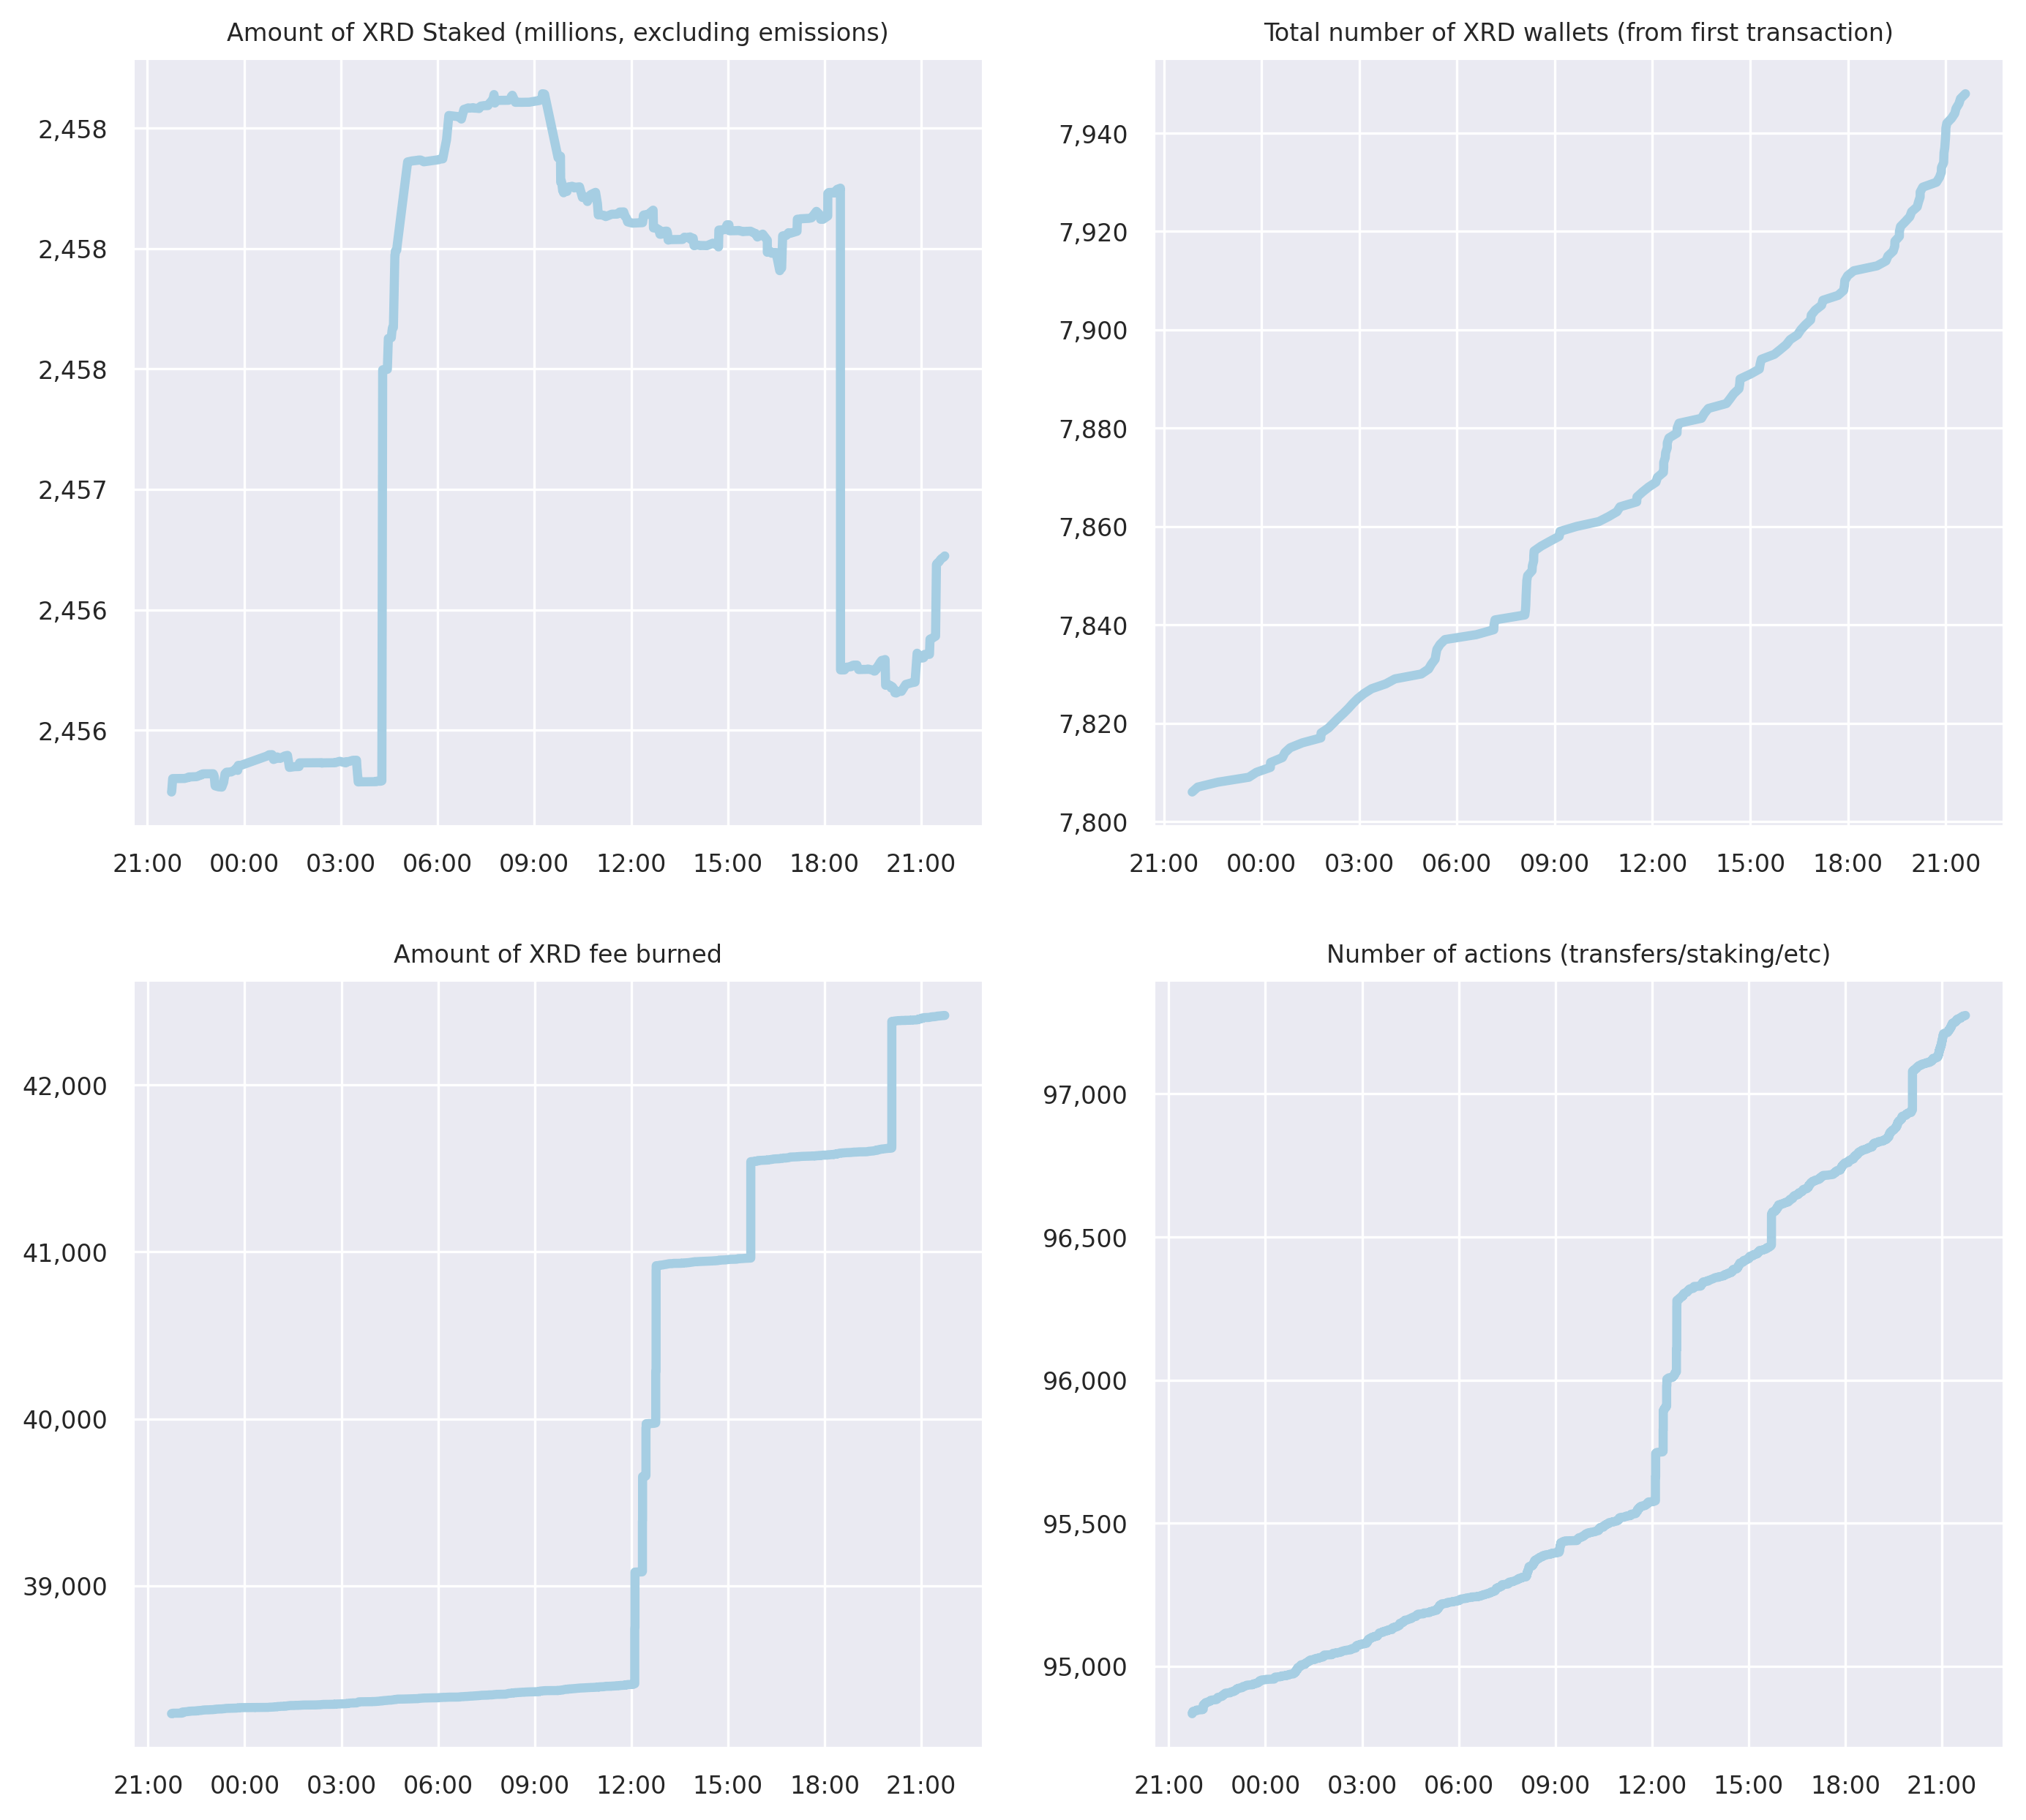 Amount of XRD Staked (millions, excluding emissions)
2,458
2,458
2,458
2,457
2,456
2,456
21:00 00:00 03:00 06:00 09:00 12:00 15:00 18:00 21:00
Total number of XRD wallets (from first transaction)
7,940
7,920
7,900
7,880
7,860
7,840
7,820
7,800
21:00 00:00 03:00 06:00 09:00 12:00 15:00 18:00 21:00
Amount of XRD fee burned
42,000
41,000
40,000
39,000
21:00 00:00 03:00 06:00 09:00 12:00 15:00 18:00 21:00
Number of actions (transfers/staking/etc)
97,000
96,500
96,000
95,500
95,000
21:00 00:00 03:00 06:00 09:00 12:00 15:00 18:00 21:00